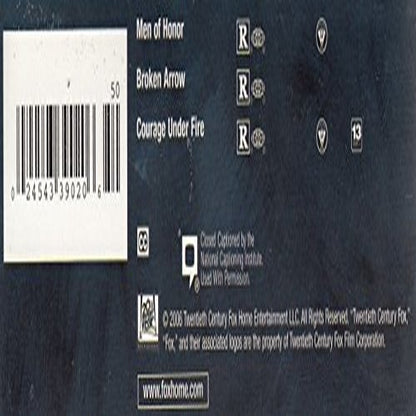 50
0 24543 39020 6
Men of Honor R
Broken Arrow R
Courage Under Fire R 13
CC
Closed Captioned by the
National Captioning Institute.
Used With Permission.
© 2006 Twentieth Century Fox Home Entertainment LLC. All Rights Reserved. "Twentieth Century Fox,"
"Fox," and their associated logos are the property of Twentieth Century Fox Film Corporation.
www.foxhome.com